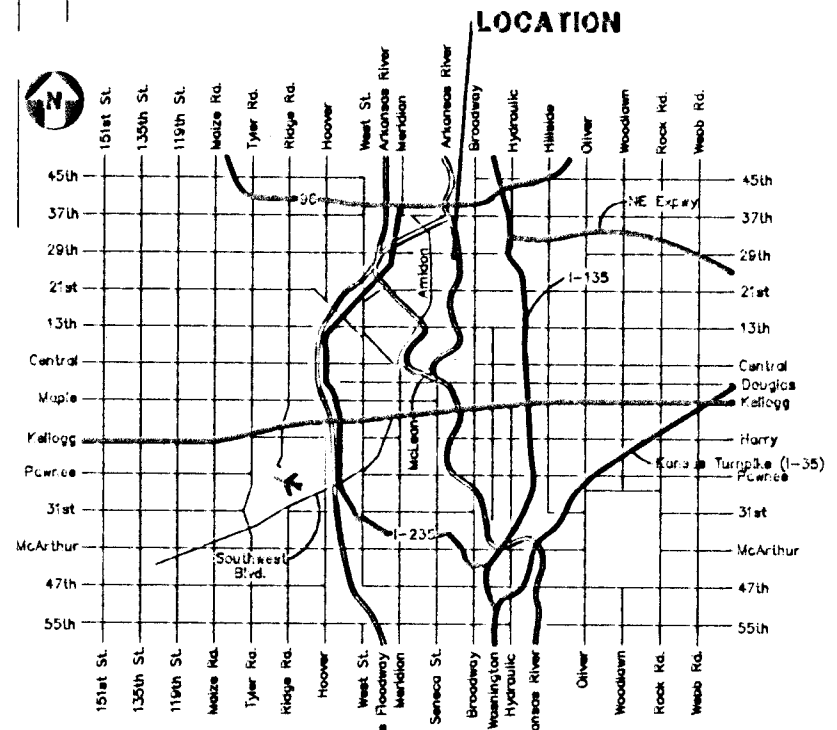 LOCATION
N
151st St.
135th St.
119th St.
Maize Rd.
Tyler Rd.
Ridge Rd.
Hoover
West St.
Arkansas River
Meridian
Arkansas River
Broadway
Hydraulic
Hillside
Oliver
Woodlawn
Rock Rd.
Webb Rd.
45th
45th
96
NE Expwy
37th
37th
29th
29th
Amidon
I-135
21st
21st
13th
13th
Central
Central
Douglas
Maple
Kellogg
Kellogg
McLean
Harry
Kansas Turnpike (I-35)
Pawnee
Pawnee
31st
31st
I-235
McArthur
McArthur
Southwest
Blvd.
47th
47th
55th
55th
151st St.
135th St.
119th St.
Maize Rd.
Tyler Rd.
Ridge Rd.
Hoover
West St.
s Floodway
Meridian
Seneca St.
Broadway
Washington
Hydraulic
nsas River
Oliver
Woodlawn
Rock Rd.
Webb Rd.